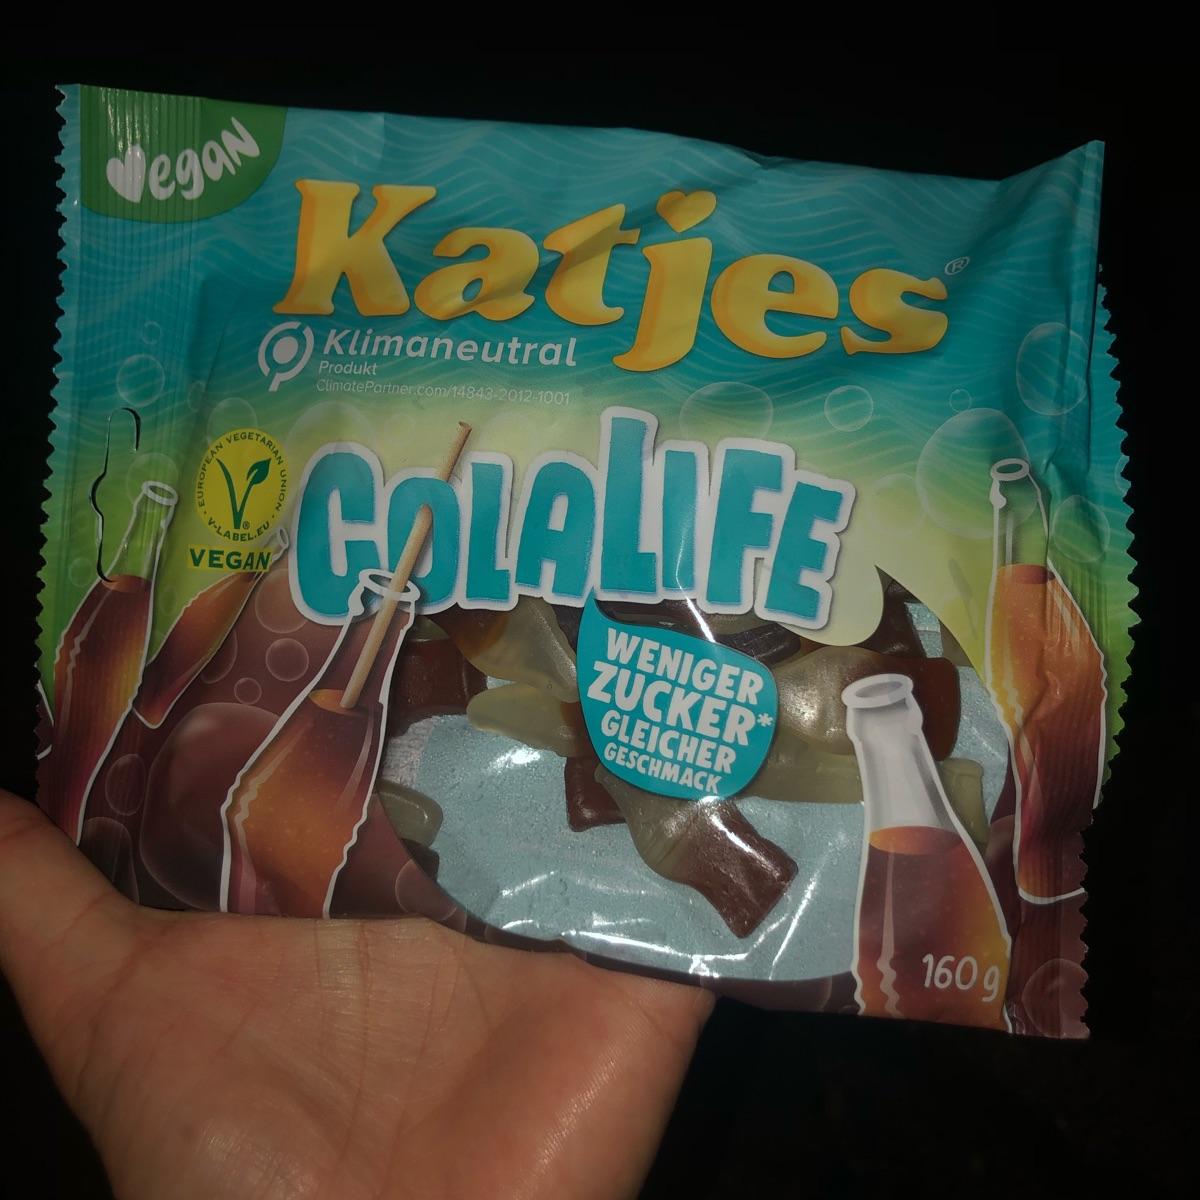 Vegan
Katjes®
Klimaneutral
Produkt
ClimatePartner.com/14843-2012-1001
EUROPEAN VEGETARIAN UNION
V-LABEL.EU
VEGAN
COLALIFE
WENIGER
ZUCKER*
GLEICHER
GESCHMACK
160g